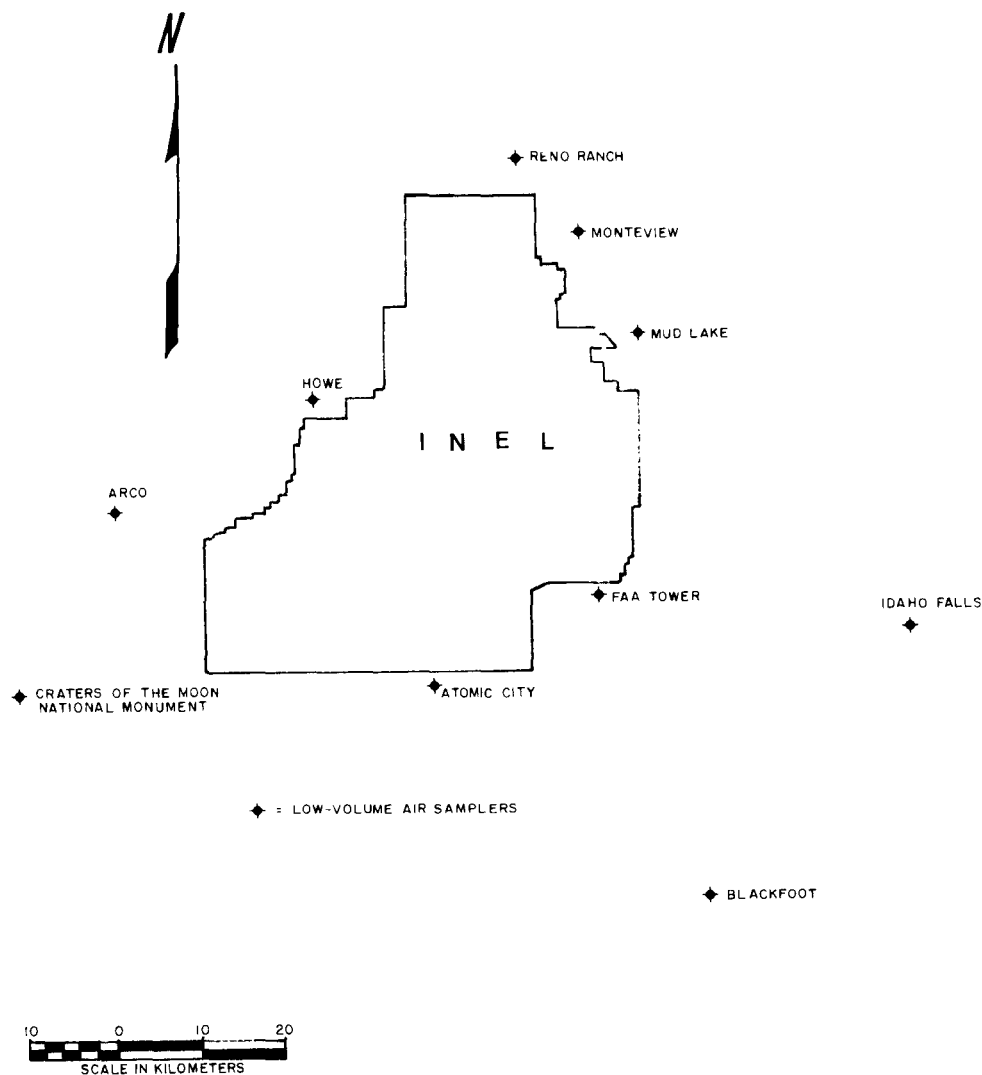 N
RENO RANCH
MONTEVIEW
MUD LAKE
HOWE
I N E L
ARCO
FAA TOWER
IDAHO FALLS
CRATERS OF THE MOON
NATIONAL MONUMENT
ATOMIC CITY
= LOW-VOLUME AIR SAMPLERS
BLACKFOOT
10 0 10 20
SCALE IN KILOMETERS